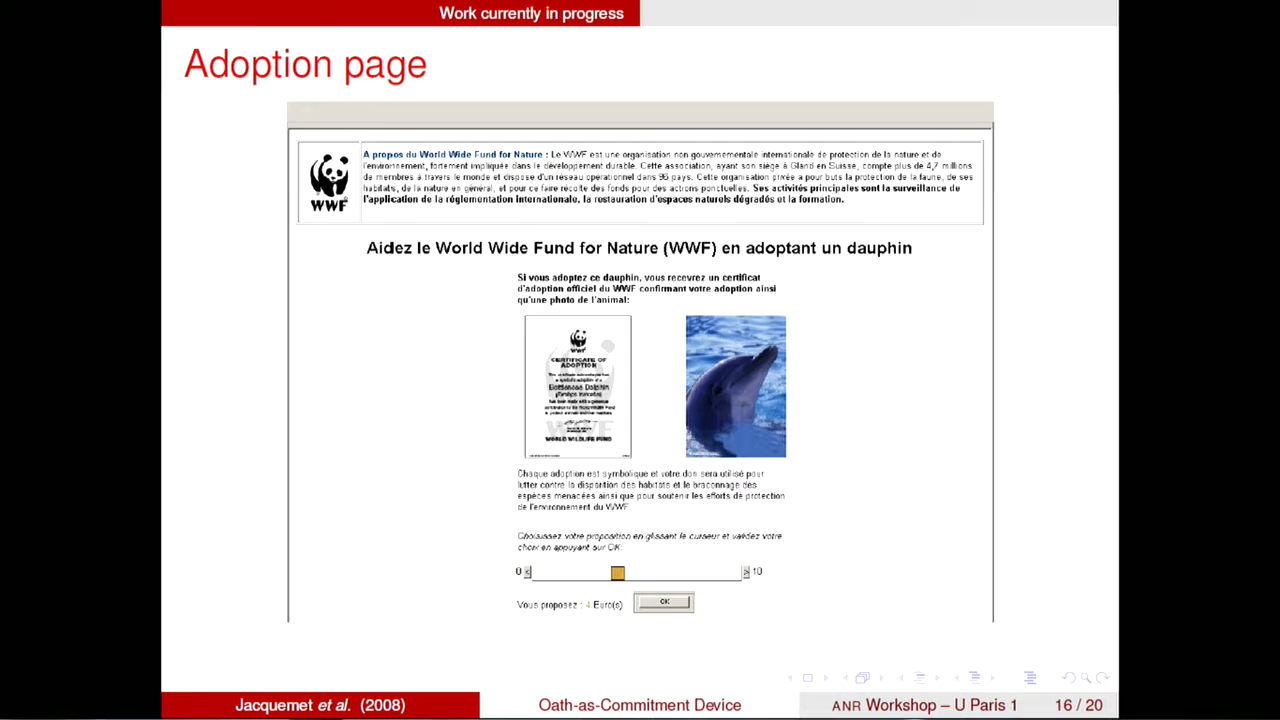 Work currently in progress
Adoption page
A propos du World Wide Fund for Nature : Le WWF est une organisation non gouvernementale internationale de protection de la nature et de
l'environnement, fortement impliquée dans le développement durable. Cette association, ayant son siège à Gland en Suisse, compte plus de 4,7 millions
de membres à travers le monde et dispose d'un réseau opérationnel dans 96 pays. Cette organisation privée a pour buts la protection de la faune, de ses
habitats, de la nature en général, et pour ce faire récolte des fonds pour des actions ponctuelles. Ses activités principales sont la surveillance de
l'application de la réglementation internationale, la restauration d'espaces naturels dégradés et la formation.
WWF
Aidez le World Wide Fund for Nature (WWF) en adoptant un dauphin
Si vous adoptez ce dauphin, vous recevrez un certificat
d'adoption officiel du WWF confirmant votre adoption ainsi
qu'une photo de l'animal:
WWF
CERTIFICATE OF
ADOPTION
Bottlenose Dolphin
WORLD WILDLIFE FUND
Chaque adoption est symbolique et votre don sera utilisé pour
lutter contre la disparition des habitats et le braconnage des
espèces menacées ainsi que pour soutenir les efforts de protection
de l'environnement du WWF
Choisissez votre proposition en glissant le curseur et validez votre
choix en appuyant sur OK:
0 < > 10
Vous proposez : 4 Euro(s) OK
Jacquemet et al. (2008) Oath-as-Commitment Device ANR Workshop – U Paris 1 16 / 20